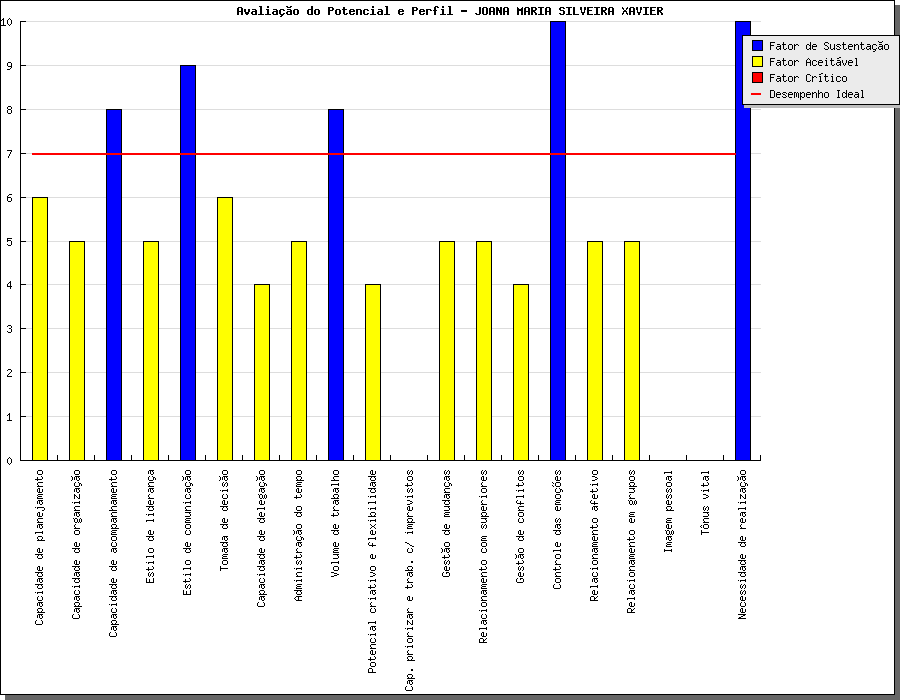 Avaliação do Potencial e Perfil - JOANA MARIA SILVEIRA XAVIER
10
9
8
7
6
5
4
3
2
1
0
Fator de Sustentação
Fator Aceitável
Fator Crítico
Desempenho Ideal
Capacidade de planejamento
Capacidade de organização
Capacidade de acompanhamento
Estilo de liderança
Estilo de comunicação
Tomada de decisão
Capacidade de delegação
Administração do tempo
Volume de trabalho
Potencial criativo e flexibilidade
Cap. priorizar e trab. c/ imprevistos
Gestão de mudanças
Relacionamento com superiores
Gestão de conflitos
Controle das emoções
Relacionamento afetivo
Relacionamento em grupos
Imagem pessoal
Tônus vital
Necessidade de realização